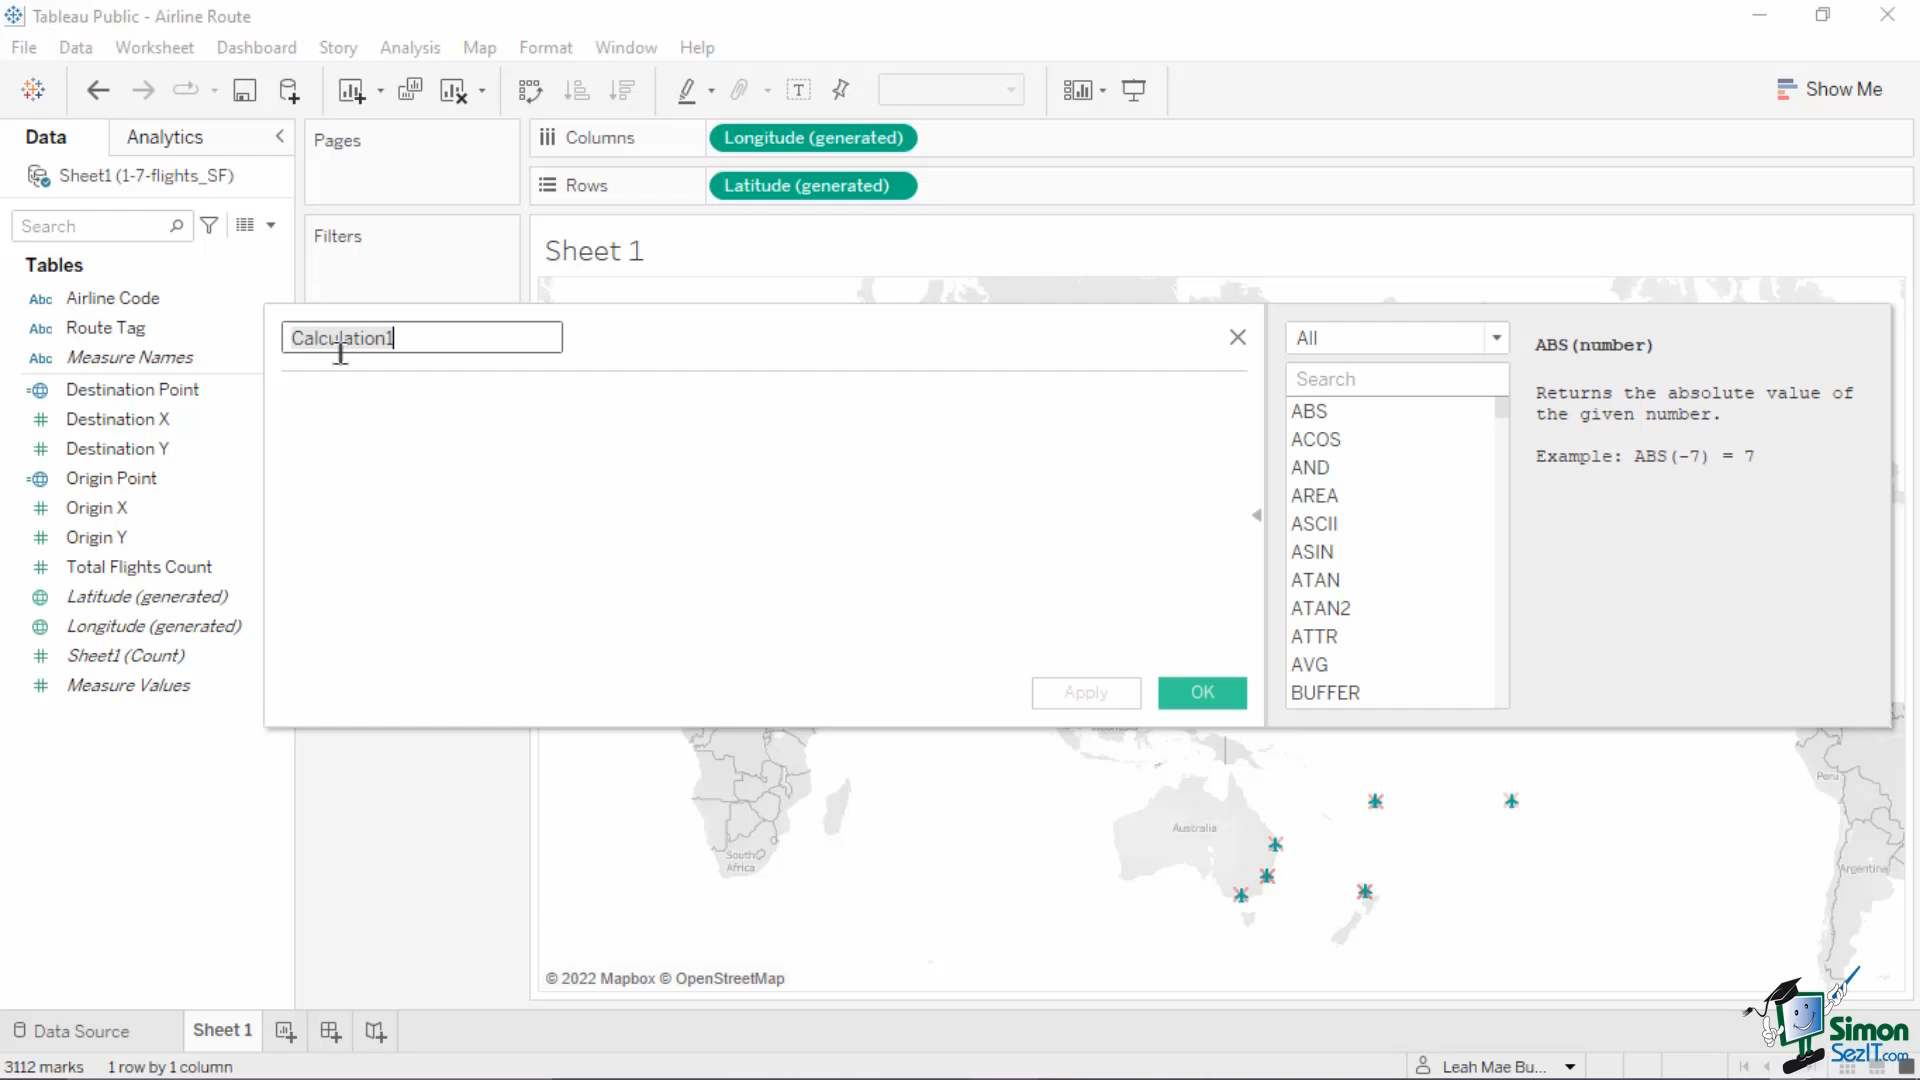 Tableau Public - Airline Route
File Data Worksheet Dashboard Story Analysis Map Format Window Help
Show Me
Data Analytics
Pages
Columns Longitude (generated)
Sheet1 (1-7-flights_SF)
Rows Latitude (generated)
Search
Filters
Sheet 1
Tables
Abc Airline Code
Abc Route Tag
Abc Measure Names
Destination Point
Destination X
Destination Y
Origin Point
Origin X
Origin Y
Total Flights Count
Latitude (generated)
Longitude (generated)
Sheet1 (Count)
Measure Values
Calculation1
Apply OK
All
Search
ABS
ACOS
AND
AREA
ASCII
ASIN
ATAN
ATAN2
ATTR
AVG
BUFFER
ABS(number)
Returns the absolute value of
the given number.
Example: ABS(-7) = 7
Peru
Australia
South
Africa
Argentina
© 2022 Mapbox © OpenStreetMap
Data Source Sheet 1
3112 marks 1 row by 1 column
Leah Mae Bu...
Simon
SezIT.com